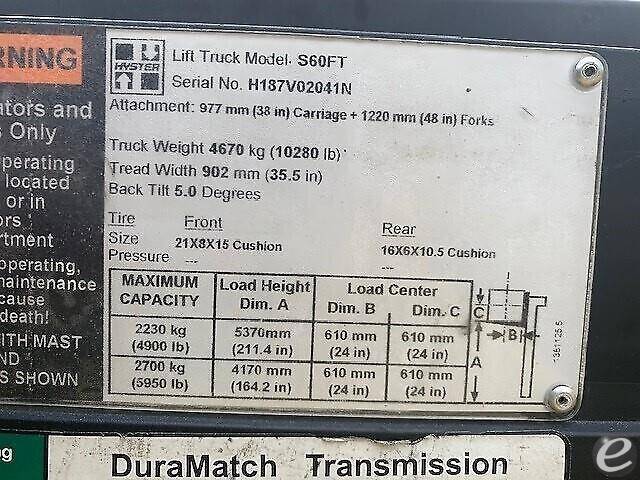 RNING
ators and
s Only
perating
located
or in
ors
artment
operating,
maintenance
cause
death!
WITH MAST
ND
S SHOWN
HYSTER
Lift Truck Model. S60FT
Serial No. H187V02041N
Attachment: 977 mm (38 in) Carriage + 1220 mm (48 in) Forks
Truck Weight 4670 kg (10280 lb)
Tread Width 902 mm (35.5 in)
Back Tilt 5.0 Degrees
Tire Front Rear
Size 21X8X15 Cushion 16X6X10.5 Cushion
Pressure --- ---
MAXIMUM CAPACITY Load Height Dim. A Load Center Dim. B Dim. C
2230 kg 5370mm 610 mm 610 mm
(4900 lb) (211.4 in) (24 in) (24 in)
2700 kg 4170 mm 610 mm 610 mm
(5950 lb) (164.2 in) (24 in) (24 in)
C
B
A
og
DuraMatch Transmission
e